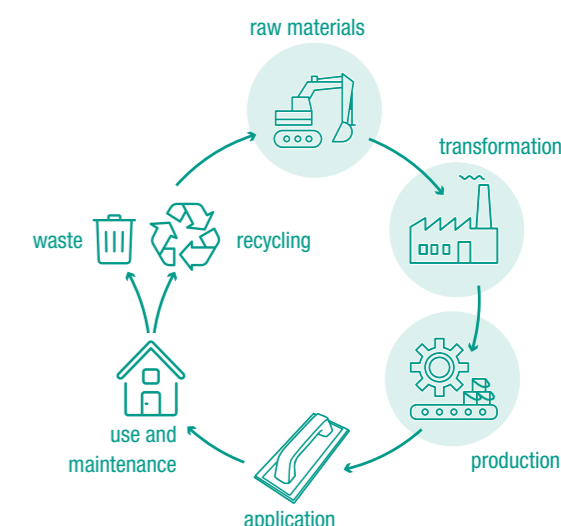 raw materials
transformation
waste
recycling
use and
maintenance
production
application